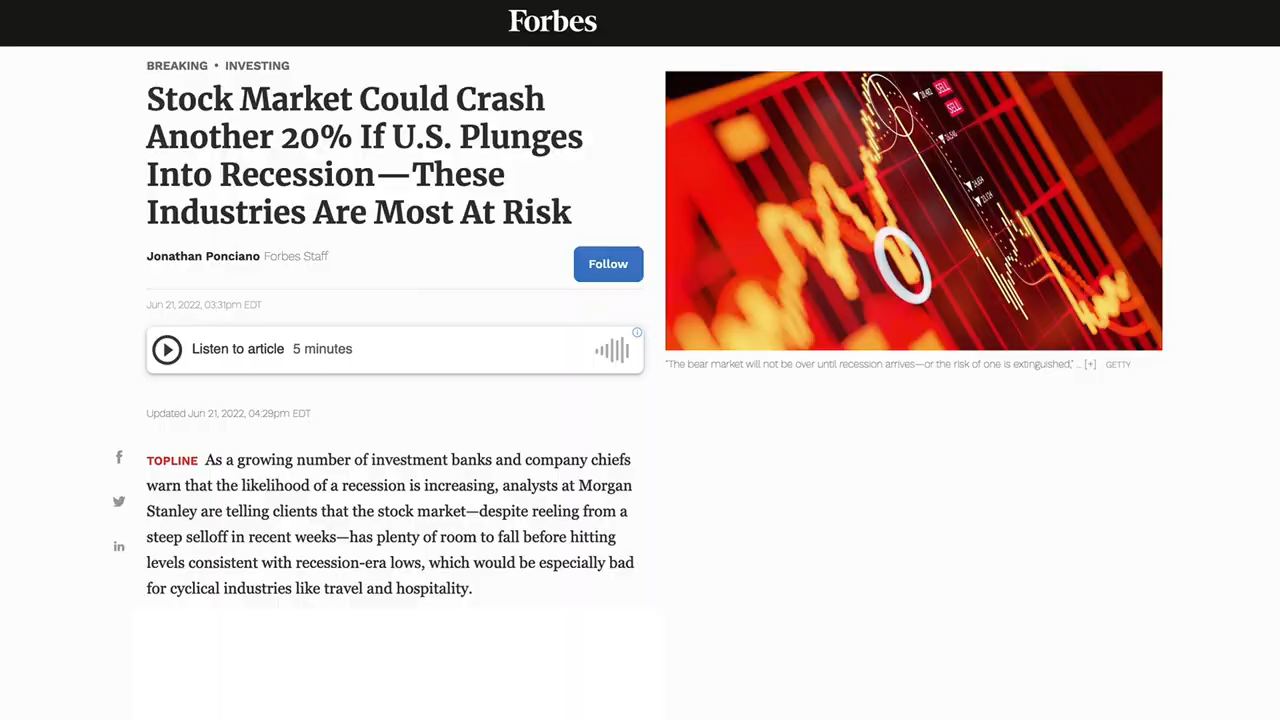 Forbes
BREAKING • INVESTING
Stock Market Could Crash
Another 20% If U.S. Plunges
Into Recession—These
Industries Are Most At Risk
Jonathan Ponciano Forbes Staff
Follow
Jun 21, 2022, 03:31pm EDT
Listen to article 5 minutes
SELL
SELL
"The bear market will not be over until recession arrives—or the risk of one is extinguished," ... [+] GETTY
Updated Jun 21, 2022, 04:29pm EDT
TOPLINE As a growing number of investment banks and company chiefs
warn that the likelihood of a recession is increasing, analysts at Morgan
Stanley are telling clients that the stock market—despite reeling from a
steep selloff in recent weeks—has plenty of room to fall before hitting
levels consistent with recession-era lows, which would be especially bad
for cyclical industries like travel and hospitality.